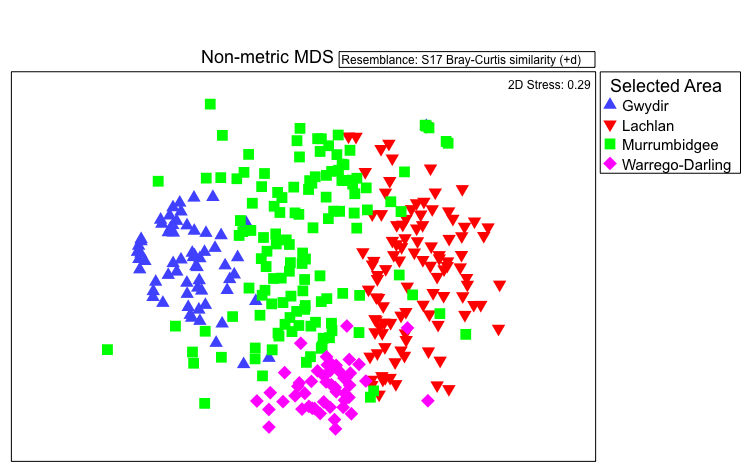 Non-metric MDS
Resemblance: S17 Bray-Curtis similarity (+d)
2D Stress: 0.29
Selected Area
Gwydir
Lachlan
Murrumbidgee
Warrego-Darling